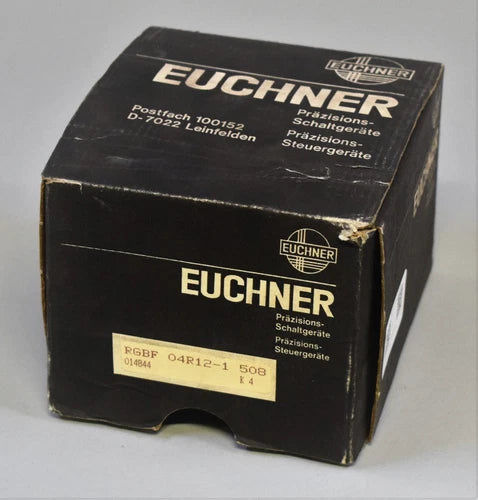 EUCHNER
EUCHNER
Postfach 100152
D-7022 Leinfelden
Präzisions-
Schaltgeräte
Präzisions-
Steuergeräte
EUCHNER
EUCHNER
Präzisions-
Schaltgeräte
Präzisions-
Steuergeräte
RGBF 04R12-1 508
014844 K 4